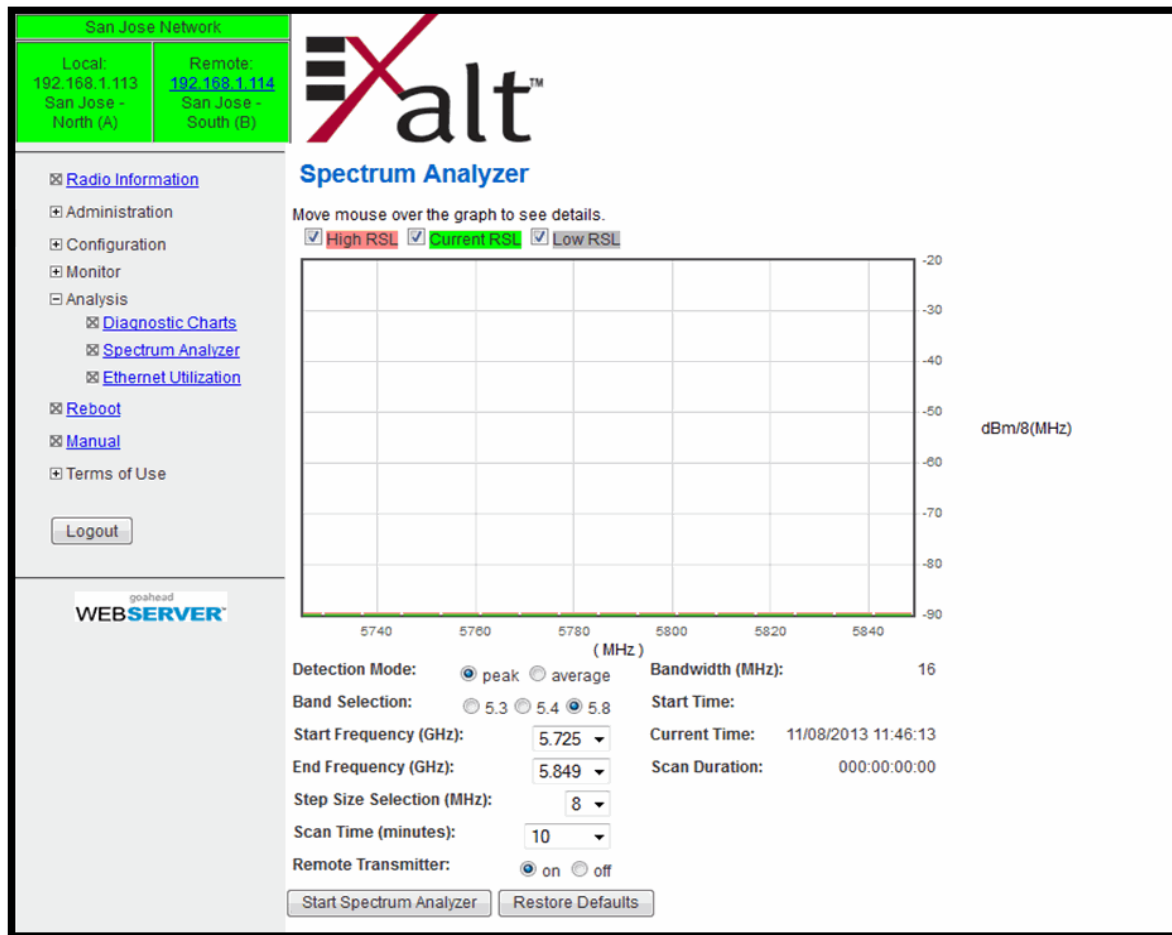 San Jose Network
Local:
192.168.1.113
San Jose -
North (A)
Remote:
192.168.1.114
San Jose -
South (B)
EXalt™
Radio Information
Administration
Configuration
Monitor
Analysis
Diagnostic Charts
Spectrum Analyzer
Ethernet Utilization
Reboot
Manual
Terms of Use
Logout
goahead
WEBSERVER
Spectrum Analyzer
Move mouse over the graph to see details.
High RSL Current RSL Low RSL
-20
-30
-40
-50
-60
-70
-80
-90
dBm/8(MHz)
5740 5760 5780 5800 5820 5840
( MHz )
Detection Mode: peak average
Band Selection: 5.3 5.4 5.8
Start Frequency (GHz): 5.725
End Frequency (GHz): 5.849
Step Size Selection (MHz): 8
Scan Time (minutes): 10
Remote Transmitter: on off
Bandwidth (MHz): 16
Start Time:
Current Time: 11/08/2013 11:46:13
Scan Duration: 000:00:00:00
Start Spectrum Analyzer Restore Defaults